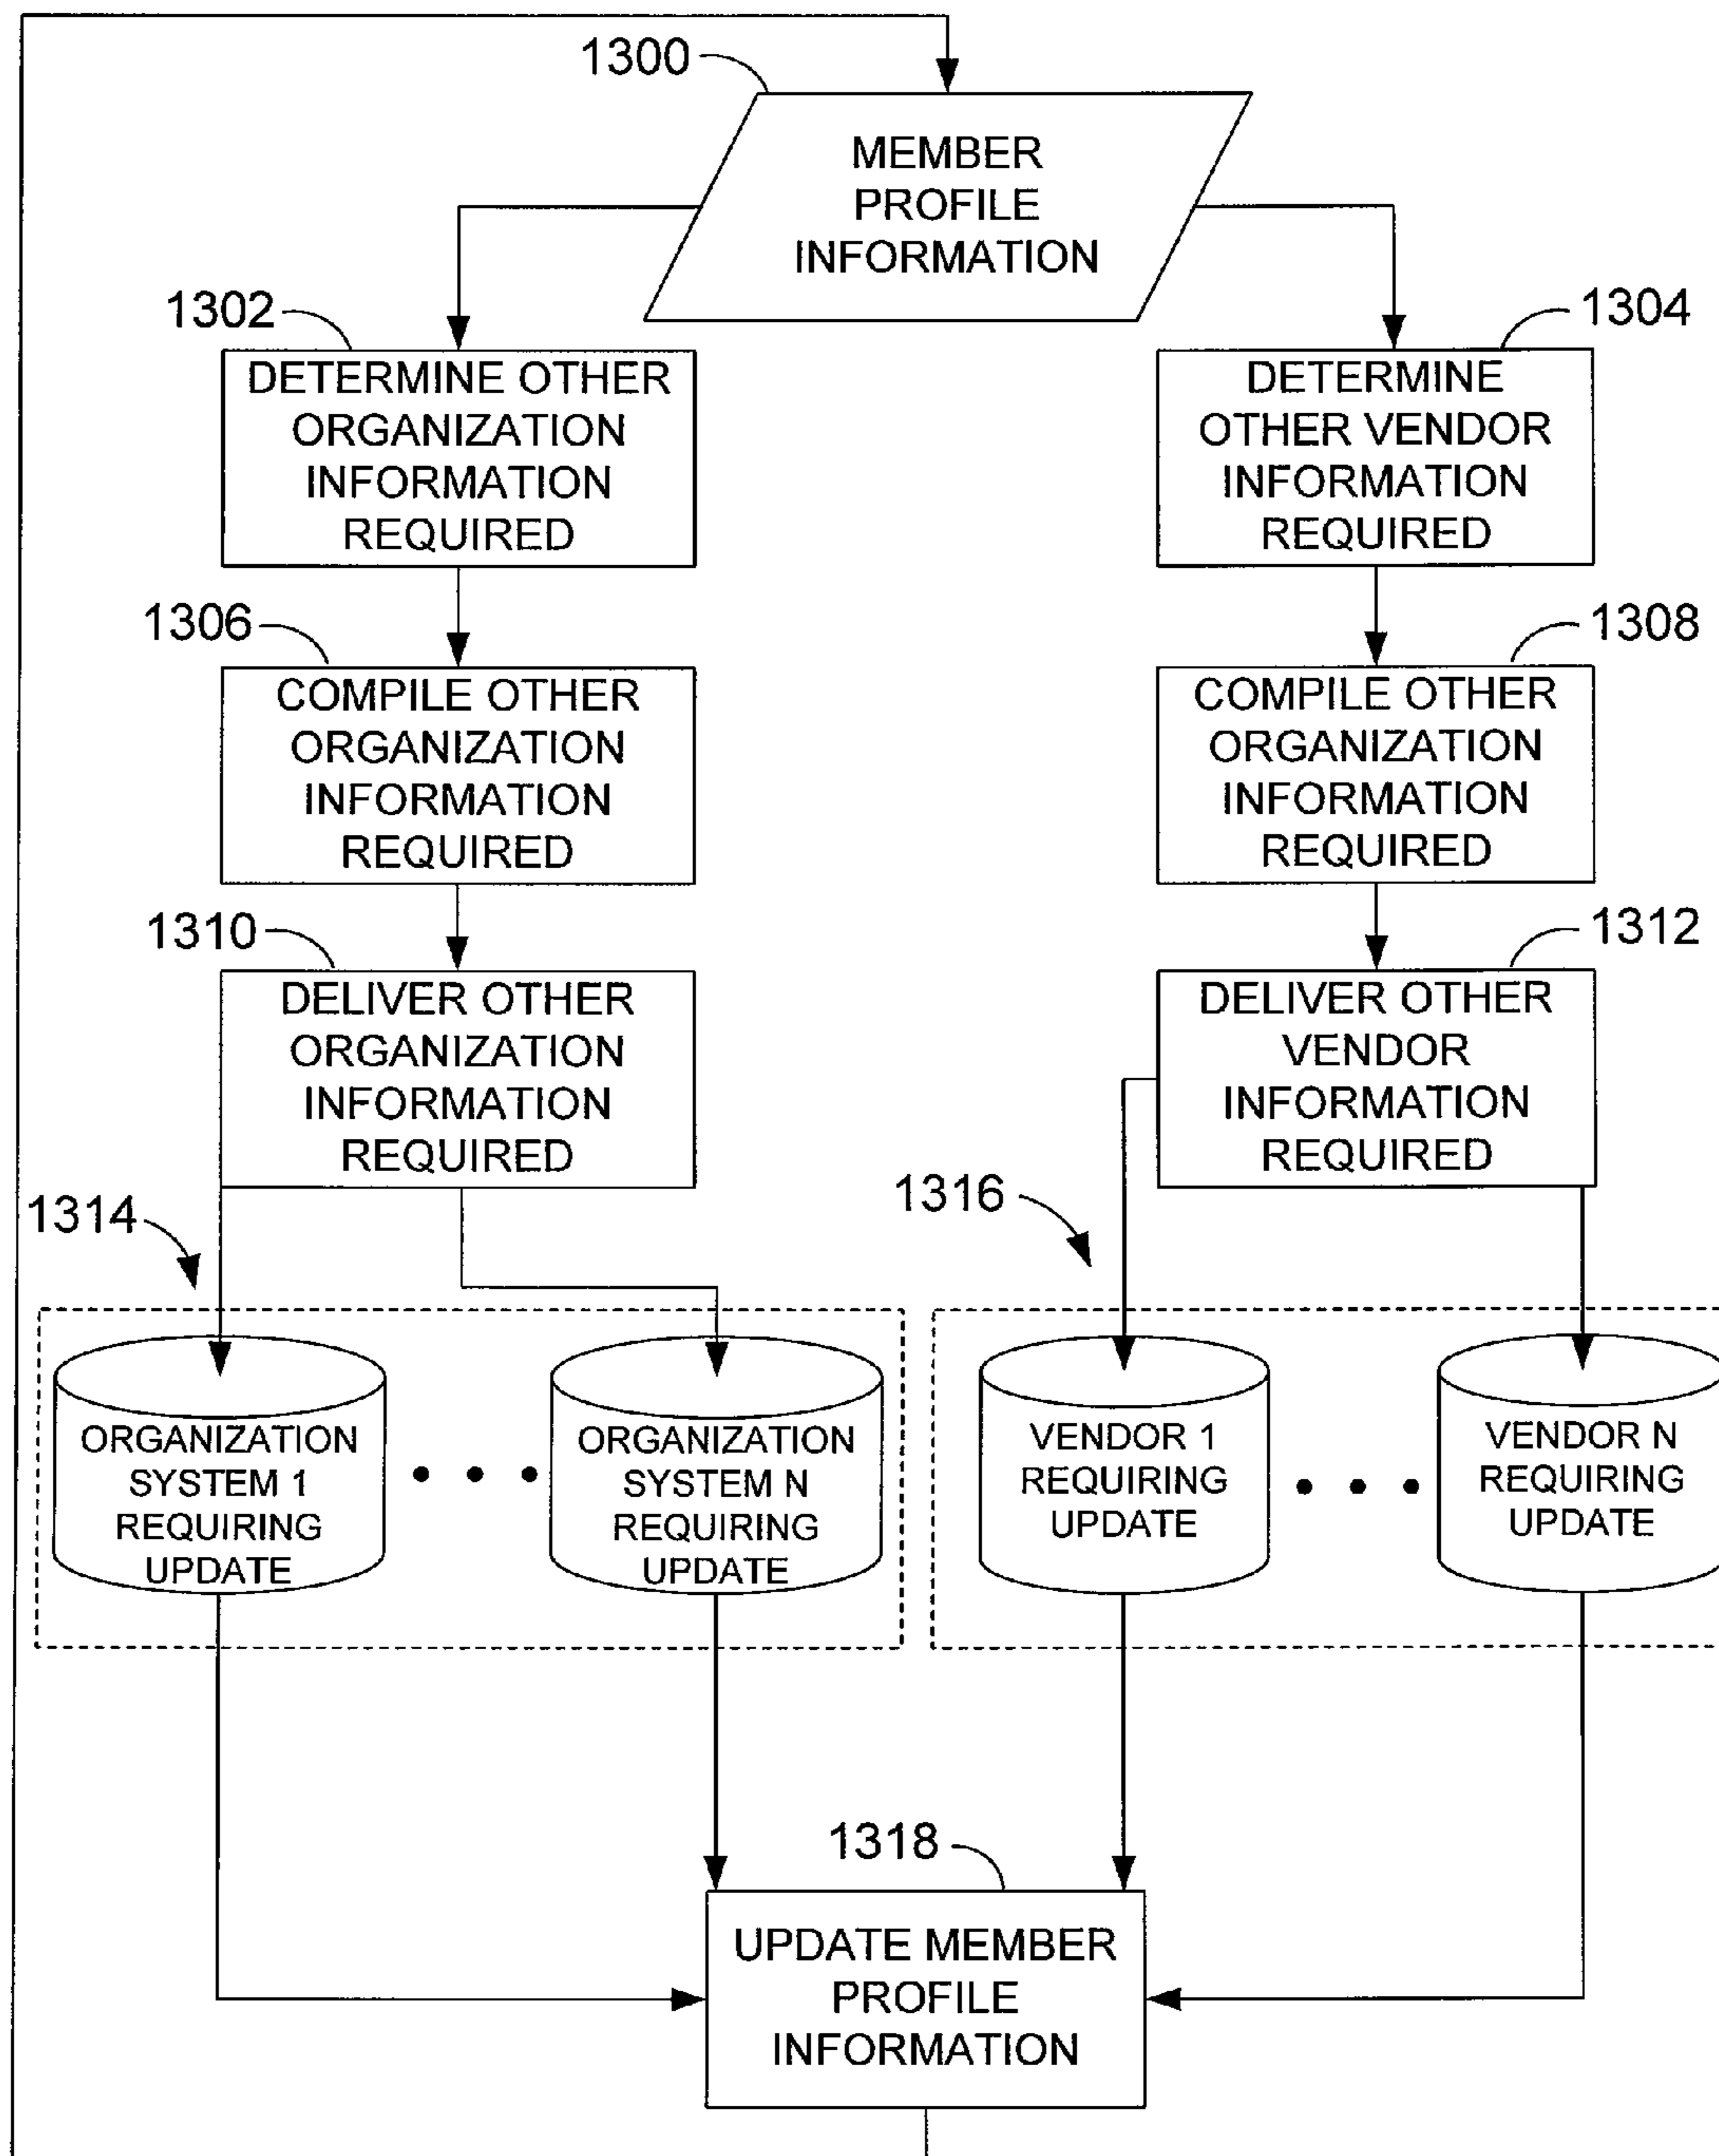 1300
MEMBER
PROFILE
INFORMATION
1302
DETERMINE OTHER
ORGANIZATION
INFORMATION
REQUIRED
1304
DETERMINE
OTHER VENDOR
INFORMATION
REQUIRED
1306
COMPILE OTHER
ORGANIZATION
INFORMATION
REQUIRED
1308
COMPILE OTHER
ORGANIZATION
INFORMATION
REQUIRED
1310
DELIVER OTHER
ORGANIZATION
INFORMATION
REQUIRED
1312
DELIVER OTHER
VENDOR
INFORMATION
REQUIRED
1314
ORGANIZATION
SYSTEM 1
REQUIRING
UPDATE
ORGANIZATION
SYSTEM N
REQUIRING
UPDATE
1316
VENDOR 1
REQUIRING
UPDATE
VENDOR N
REQUIRING
UPDATE
1318
UPDATE MEMBER
PROFILE
INFORMATION